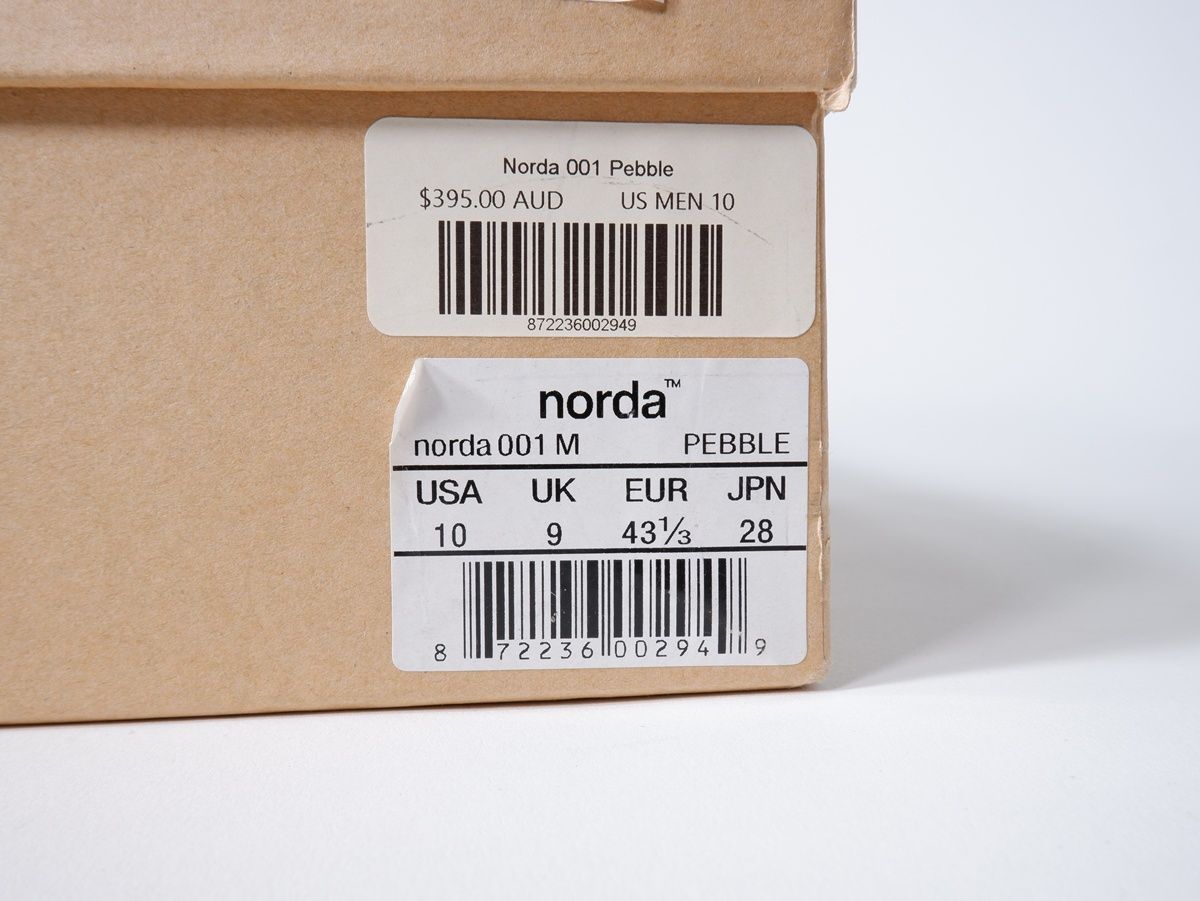 Norda 001 Pebble
$395.00 AUD US MEN 10
872236002949
norda™
norda 001 M PEBBLE
USA UK EUR JPN
10 9 43⅓ 28
8 72236 00294 9